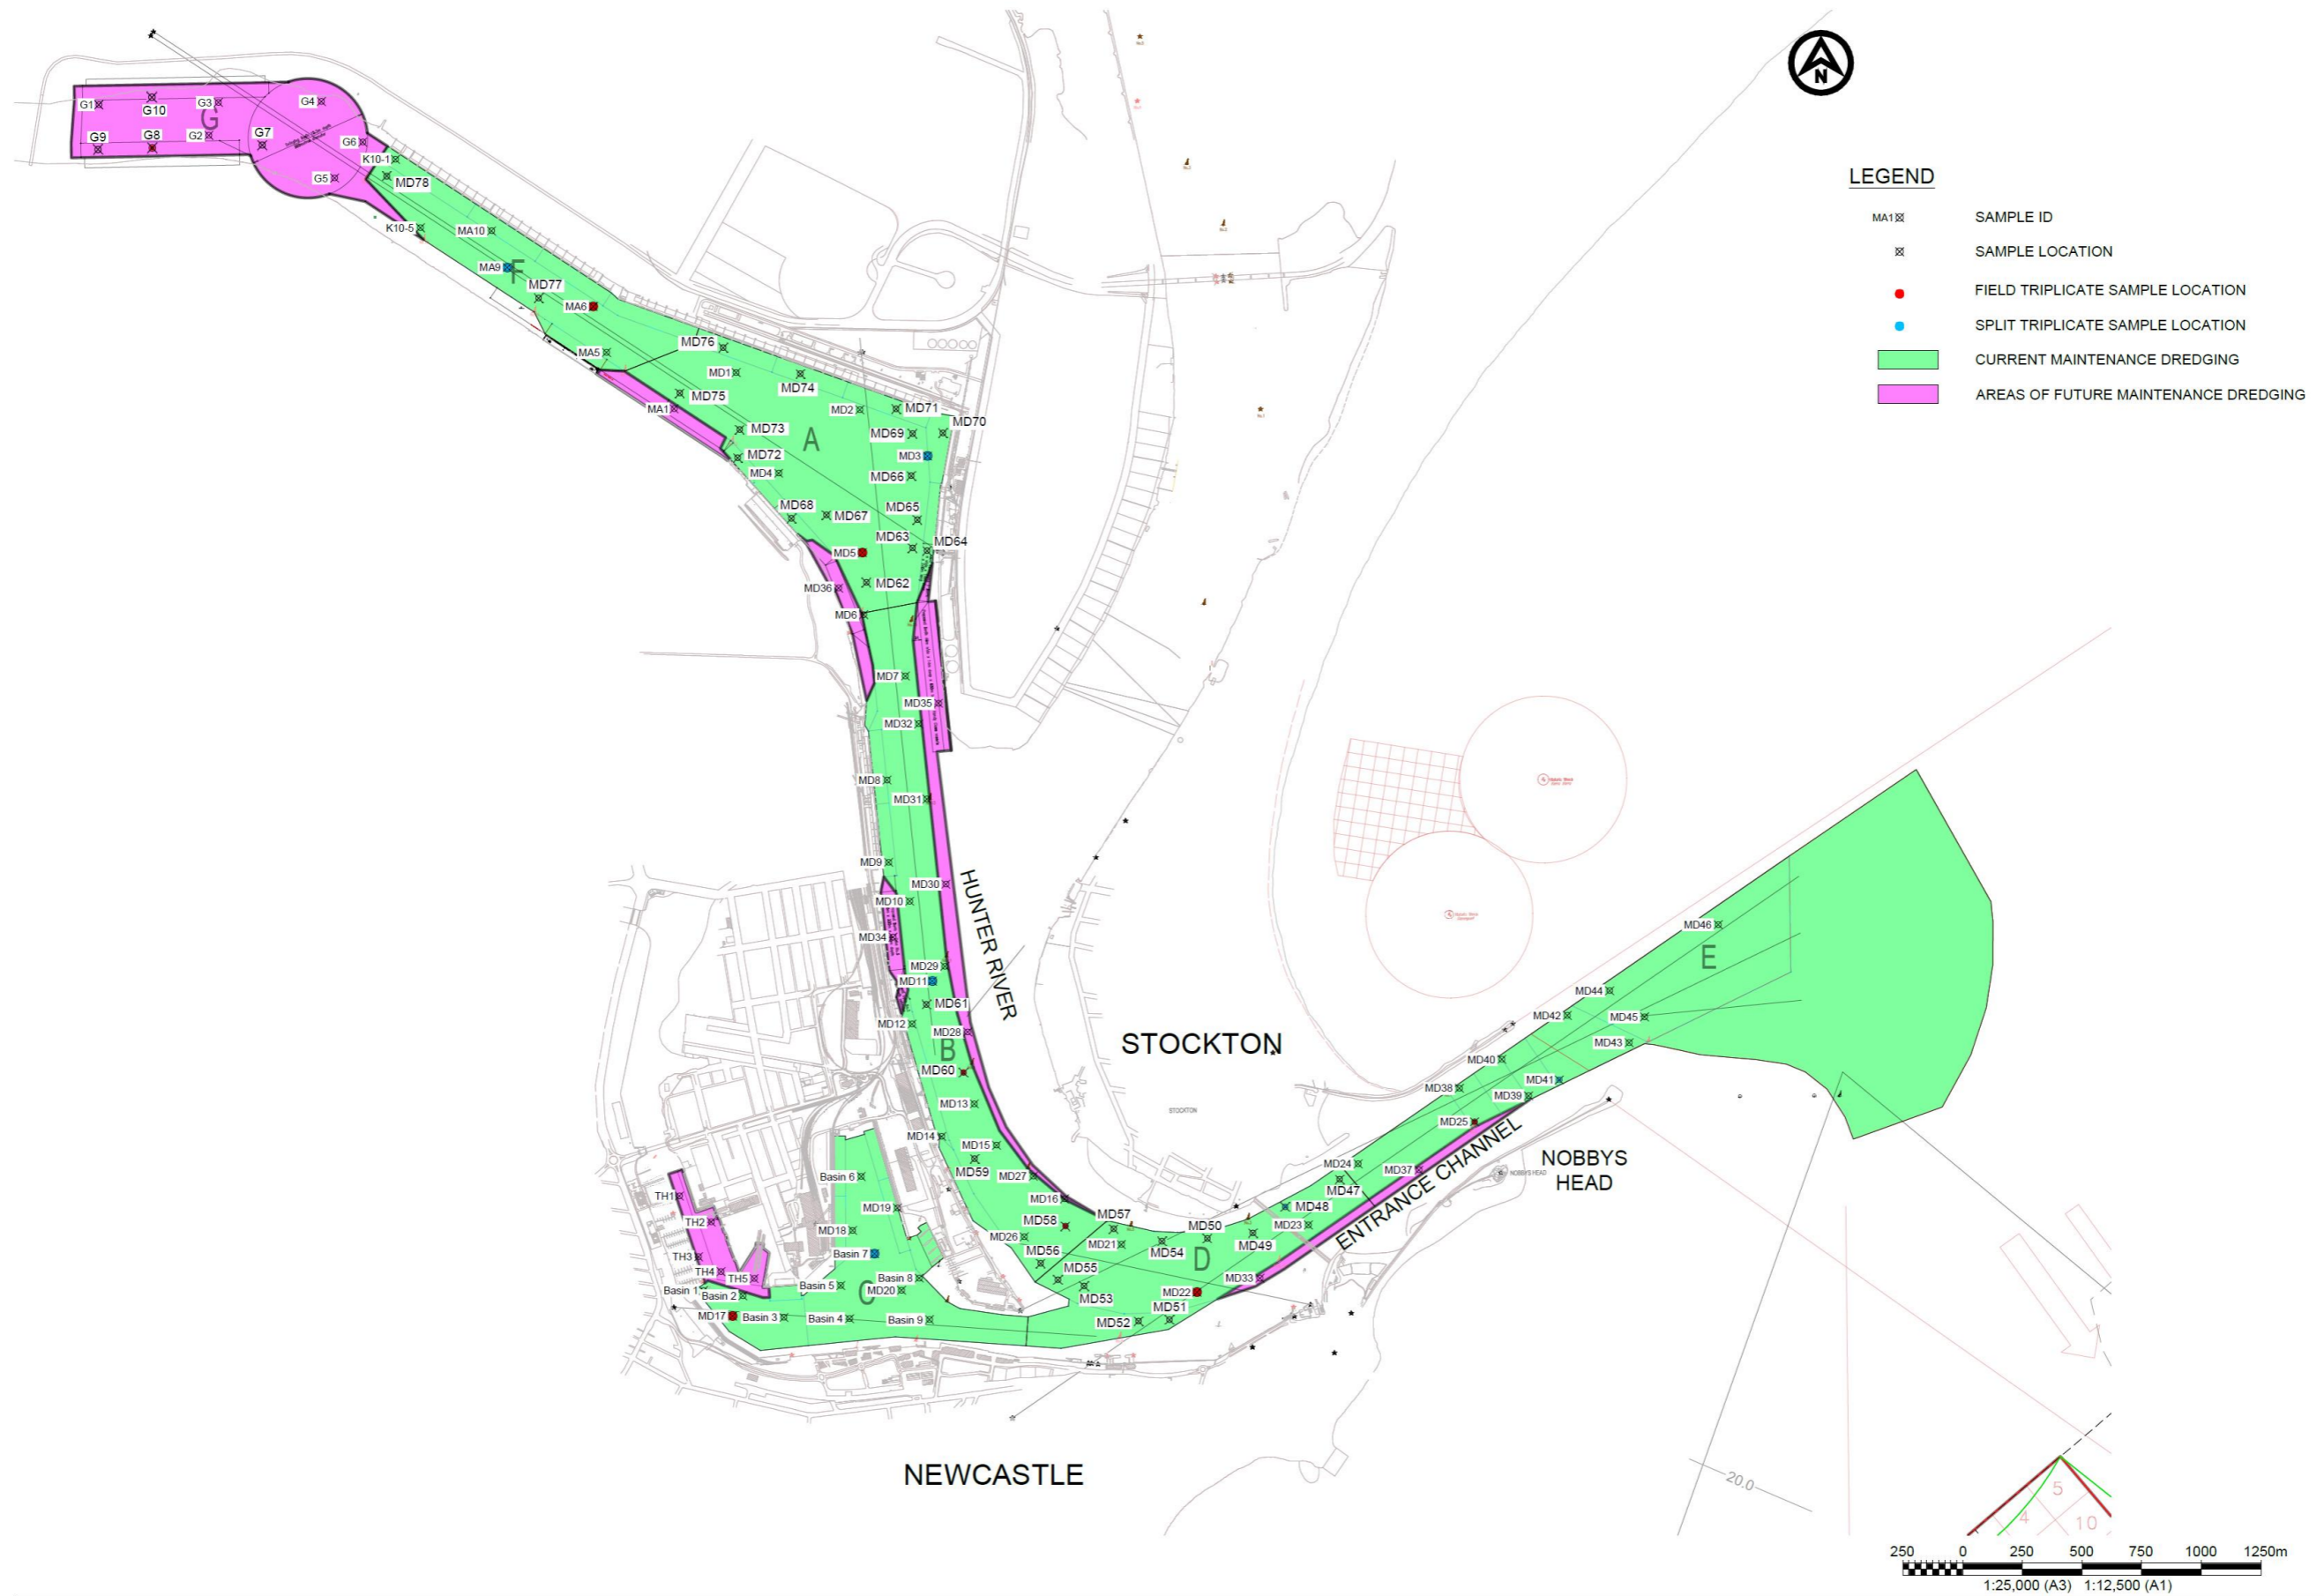 N
LEGEND
MA1
SAMPLE ID
SAMPLE LOCATION
FIELD TRIPLICATE SAMPLE LOCATION
SPLIT TRIPLICATE SAMPLE LOCATION
CURRENT MAINTENANCE DREDGING
AREAS OF FUTURE MAINTENANCE DREDGING
G1
G10
G3
G
G4
G9
G8
G2
G7
G6
G5
K10-1
MD78
K10-5
MA10
MA9
F
MD77
MA6
MA5
MD76
MD1
MD74
MD75
MA1
MD2
MD71
MD70
MD73
A
MD69
MD72
MD3
MD4
MD66
MD68
MD67
MD65
MD63
MD64
MD5
MD36
MD62
MD6
MD7
MD35
MD32
MD8
MD31
MD9
MD30
MD10
HUNTER RIVER
MD34
MD29
MD11
MD61
MD12
MD28
B
MD60
STOCKTON
STOCKTON
MD13
MD14
MD15
MD59
MD27
MD16
Basin 6
MD19
TH1
TH2
MD18
TH3
Basin 7
TH4
TH5
Basin 1
Basin 2
Basin 5
Basin 8
MD20
C
MD17
Basin 3
Basin 4
Basin 9
MD58
MD57
MD26
MD56
MD21
MD54
MD50
MD55
MD53
D
MD49
MD48
MD23
MD22
MD51
MD52
MD33
MD47
MD24
MD37
ENTRANCE CHANNEL
MD25
MD38
MD39
MD40
MD41
MD42
MD43
MD44
MD45
MD46
E
NOBBYS
HEAD
NOBBYS HEAD
NEWCASTLE
20.0
5
4
10
250 0 250 500 750 1000 1250m
1:25,000 (A3) 1:12,500 (A1)